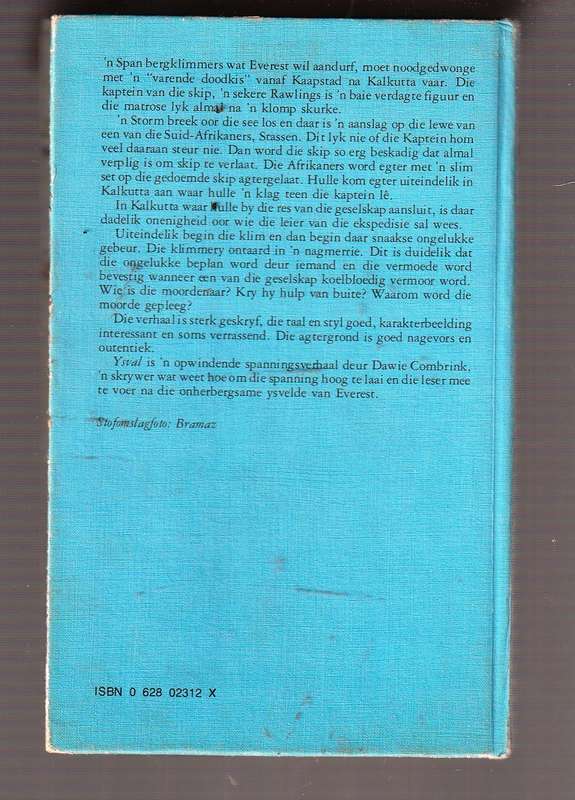 'n Span bergklimmers wat Everest wil aandurf, moet noodgedwonge
met 'n "varende doodkis" vanaf Kaapstad na Kalkutta vaar. Die
kaptein van die skip, 'n sekere Rawlings is 'n baie verdagte figuur en
die matrose lyk almal na 'n klomp skurke.
'n Storm breek oor die see los en daar is 'n aanslag op die lewe van
een van die Suid-Afrikaners, Stassen. Dit lyk nie of die Kaptein hom
veel daaraan steur nie. Dan word die skip so erg beskadig dat almal
verplig is om skip te verlaat. Die Afrikaners word egter met 'n slim
set op die gedoemde skip agtergelaat. Hulle kom egter uiteindelik in
Kalkutta aan waar hulle 'n klag teen die kaptein lê.
In Kalkutta waar hulle by die res van die geselskap aansluit, is daar
dadelik onenigheid oor wie die leier van die ekspedisie sal wees.
Uiteindelik begin die klim en dan begin daar snaakse ongelukke
gebeur. Die klimmery ontaard in 'n nagmerrie. Dit is duidelik dat
die ongelukke beplan word deur iemand en die vermoede word
bevestig wanneer een van die geselskap koelbloedig vermoor word.
Wie is die moordenaar? Kry hy hulp van buite? Waarom word die
moorde gepleeg?
Die verhaal is sterk geskryf, die taal en styl goed, karakterbeelding
interessant en soms verrassend. Die agtergrond is goed nagevors en
outentiek.
Ysval is 'n opwindende spanningsverhaal deur Dawie Combrink,
'n skrywer wat weet hoe om die spanning hoog te laai en die leser mee
te voer na die onherbergsame ysvelde van Everest.
Stofomslagfoto: Bramaz
ISBN 0 628 02312 X